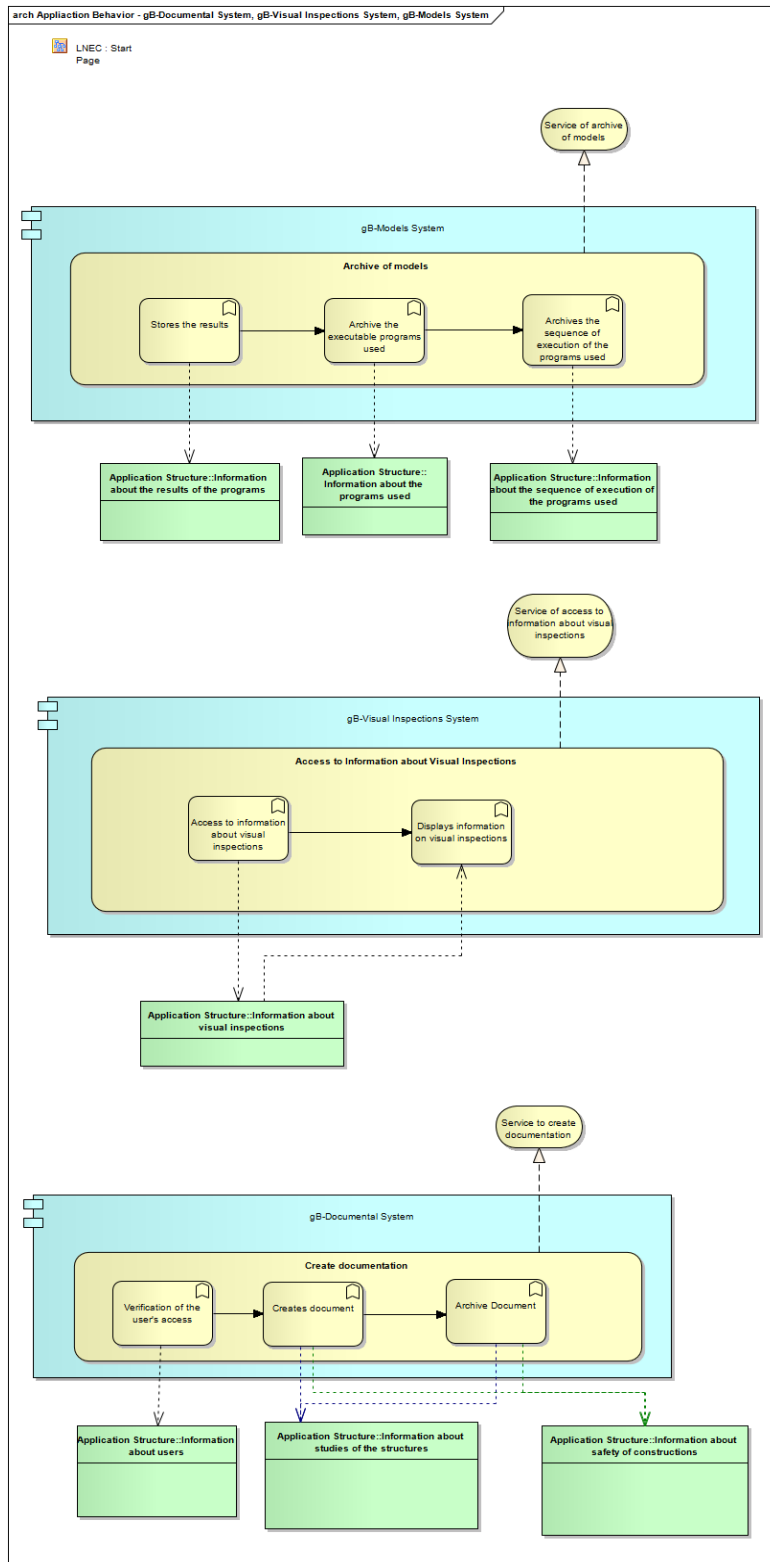 arch Appliaction Behavior - gB-Documental System, gB-Visual Inspections System, gB-Models System
LNEC : Start
Page
Service of archive
of models
gB-Models System
Archive of models
Stores the results
Archive the
executable programs
used
Archives the
sequence of
execution of the
programs used
Application Structure::Information
about the results of the programs
Application Structure::
Information about the
programs used
Application Structure::Information
about the sequence of execution of
the programs used
Service of access to
information about visual
inspections
gB-Visual Inspections System
Access to Information about Visual Inspections
Access to information
about visual
inspections
Displays information
on visual inspections
Application Structure::Information about
visual inspections
Service to create
documentation
gB-Documental System
Create documentation
Verification of the
user's access
Creates document
Archive Document
Application Structure::Information
about users
Application Structure::Information about
studies of the structures
Application Structure::Information about
safety of constructions